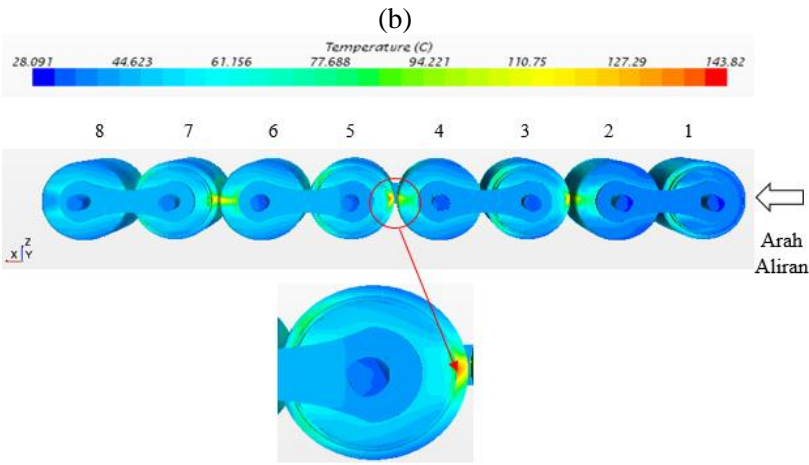 (b)
Temperature (C)
28.091 44.623 61.156 77.688 94.221 110.75 127.29 143.82
8 7 6 5 4 3 2 1
Z
X Y
Arah
Aliran